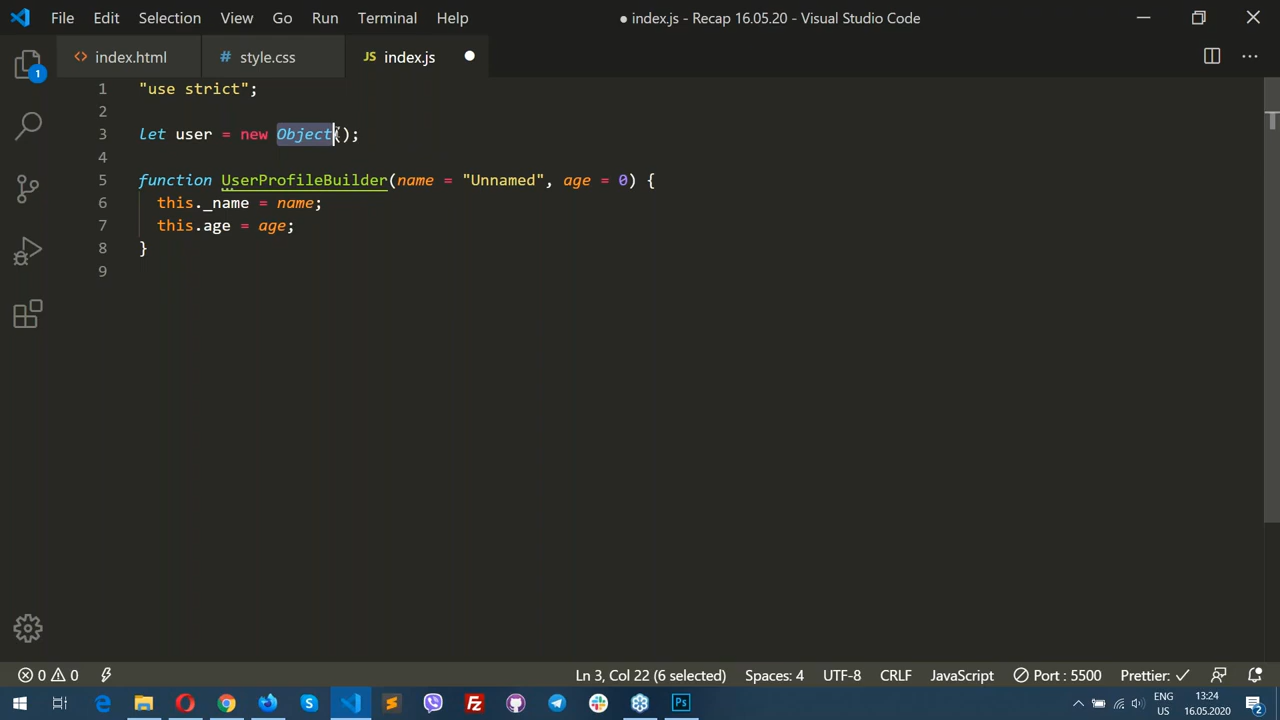 File Edit Selection View Go Run Terminal Help
● index.js - Recap 16.05.20 - Visual Studio Code
<> index.html # style.css JS index.js ●
1
1 "use strict";
2
3 let user = new Object();
4
5 function UserProfileBuilder(name = "Unnamed", age = 0) {
6 this._name = name;
7 this.age = age;
8 }
9
0 0 Ln 3, Col 22 (6 selected) Spaces: 4 UTF-8 CRLF JavaScript Port: 5500 Prettier: ✓
Ps
ENG 13:24
US 16.05.2020
2